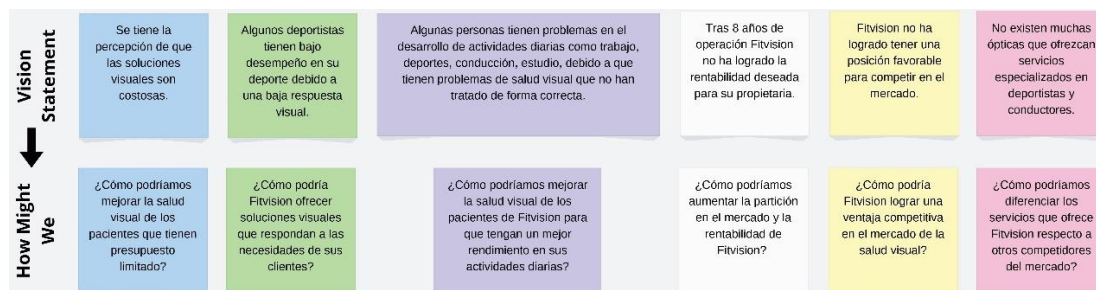 Vision
Statement
Se tiene la
percepción de que
las soluciones
visuales son
costosas.
Algunos deportistas
tienen bajo
desempeño en su
deporte debido a
una baja respuesta
visual.
Algunas personas tienen problemas en el
desarrollo de actividades diarias como trabajo,
deportes, conducción, estudio, debido a que
tienen problemas de salud visual que no han
tratado de forma correcta.
Tras 8 años de
operación Fitvision
no ha logrado la
rentabilidad deseada
para su propietaria.
Fitvision no ha
logrado tener una
posición favorable
para competir en el
mercado.
No existen muchas
ópticas que ofrezcan
servicios
especializados en
deportistas y
conductores.
How Might
We
¿Cómo podríamos
mejorar la salud
visual de los
pacientes que tienen
presupuesto
limitado?
¿Cómo podría
Fitvision ofrecer
soluciones visuales
que respondan a las
necesidades de sus
clientes?
¿Cómo podríamos mejorar
la salud visual de los
pacientes de Fitvision para
que tengan un mejor
rendimiento en sus
actividades diarias?
¿Cómo podríamos
aumentar la partición
en el mercado y la
rentabilidad de
Fitvision?
¿Cómo podría
Fitvision lograr una
ventaja competitiva
en el mercado de la
salud visual?
¿Cómo podríamos
diferenciar los
servicios que ofrece
Fitvision respecto a
otros competidores
del mercado?